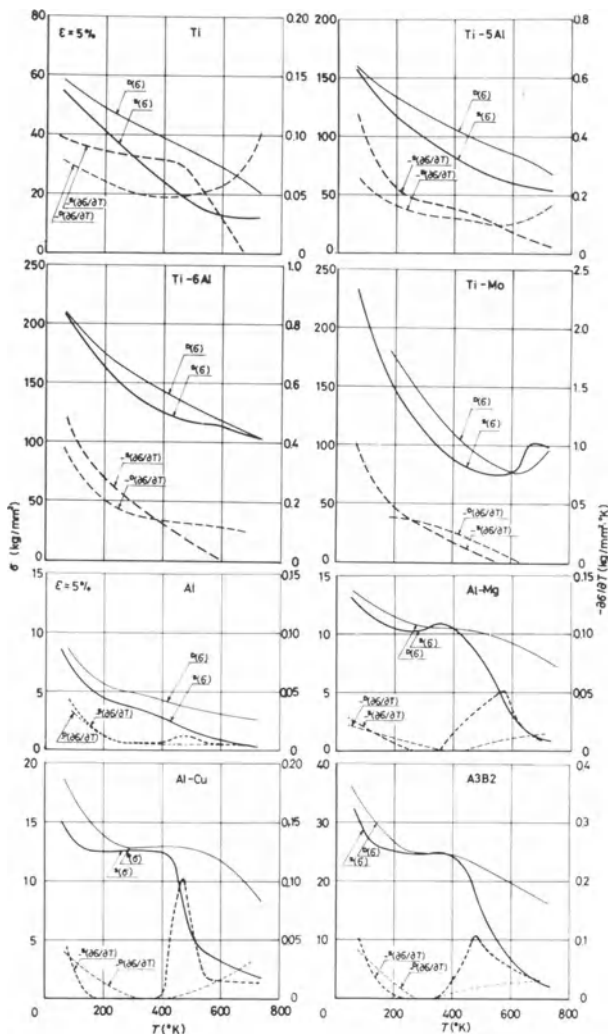 ε = 5%
Ti
Ti-5Al
80
60
40
20
0
0.20
0.15
0.10
0.05
0
200
150
100
50
0
0.8
0.6
0.4
0.2
0
ᴰ(б)
ˢ(б)
-ˢ(∂б/∂T)
-ᴰ(∂б/∂T)
ᴰ(б)
ˢ(б)
-ˢ(∂б/∂T)
-ᴰ(∂б/∂T)
Ti-6Al
Ti-Mo
250
200
150
100
50
0
1.0
0.8
0.6
0.4
0.2
0
250
200
150
100
50
0
2.5
2.0
1.5
1.0
0.5
0
ᴰ(б)
ˢ(б)
-ˢ(∂б/∂T)
-ᴰ(∂б/∂T)
ᴰ(б)
ˢ(б)
-ᴰ(∂б/∂T)
-ˢ(∂б/∂T)
σ (kg/mm²)
-∂б/∂T (kg/mm²·°K)
ε = 5%
Al
Al-Mg
15
10
5
0
0.15
0.10
0.05
0
15
10
5
0
0.15
0.10
0.05
0
ᴰ(б)
ˢ(б)
-ˢ(∂б/∂T)
-ᴰ(∂б/∂T)
ᴰ(б)
ˢ(б)
-ᴰ(∂б/∂T)
-ˢ(∂б/∂T)
Al-Cu
A3B2
20
15
10
5
0
0.20
0.15
0.10
0.05
0
40
30
20
10
0
0.4
0.3
0.2
0.1
0
(σ)
ˢ(σ)
-ˢ(∂б/∂T)
-ᴰ(∂б/∂T)
ᴰ(б)
ˢ(б)
-ˢ(∂б/∂T)
-ᴰ(∂б/∂T)
0 200 400 600 800
T (°K)
0 200 400 600 800
T (°K)